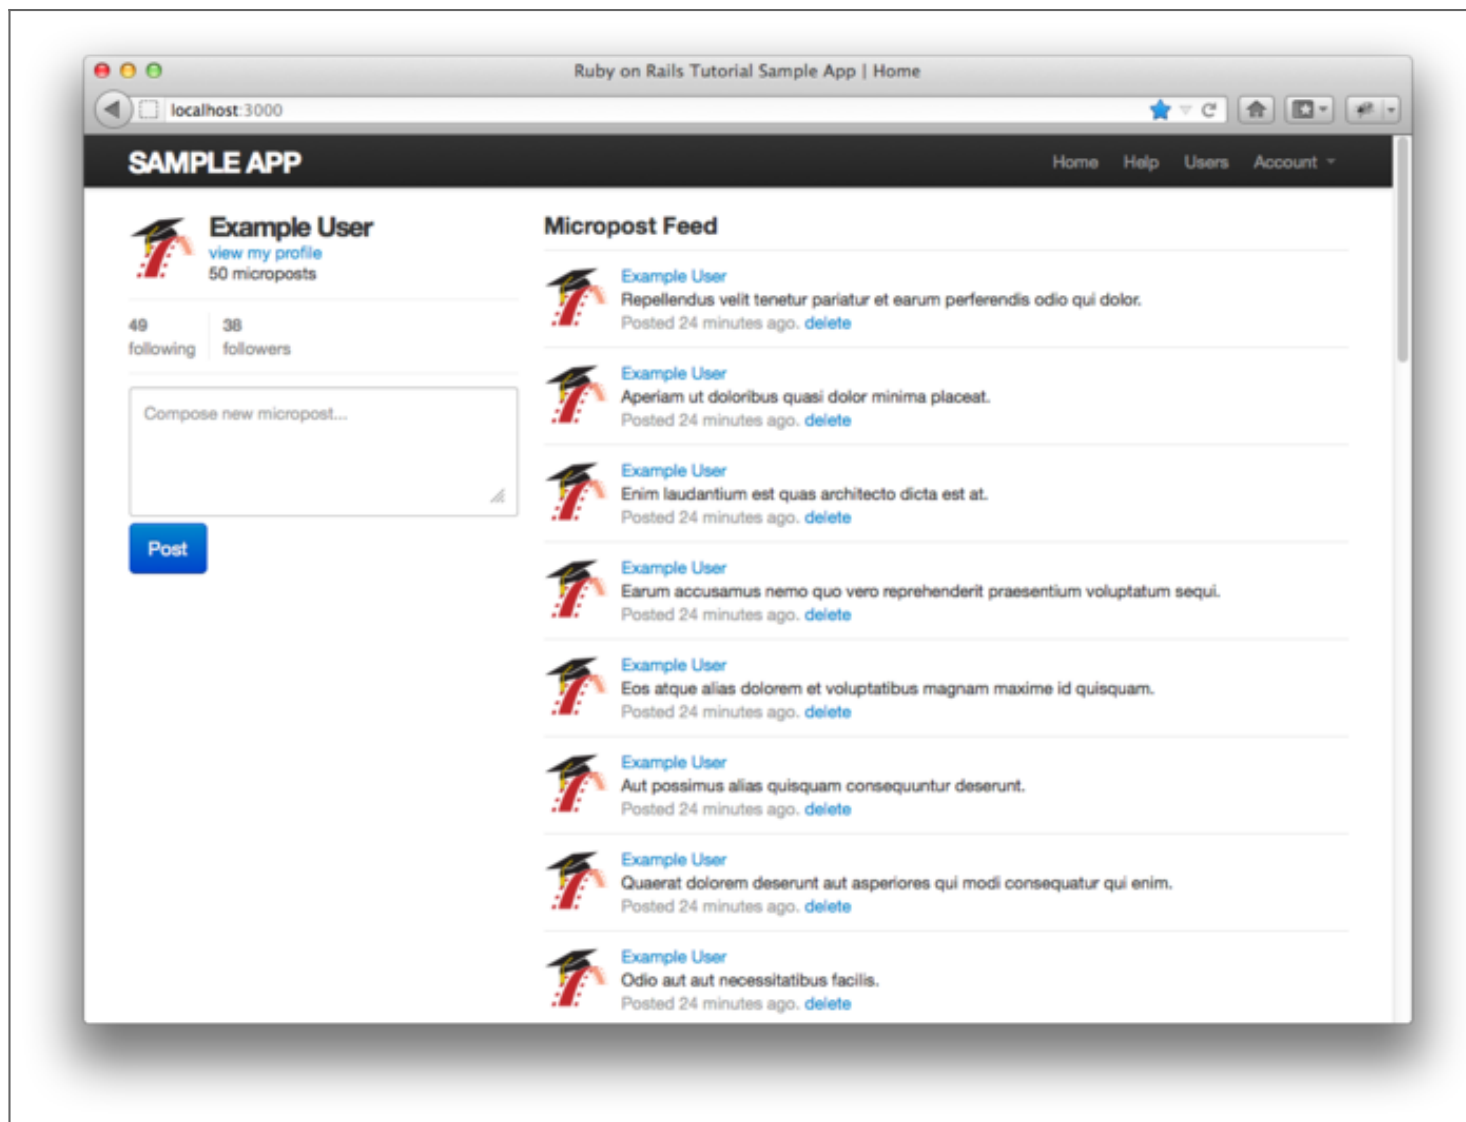 Ruby on Rails Tutorial Sample App | Home
localhost:3000
SAMPLE APP
Home Help Users Account
Example User
view my profile
50 microposts
49 following
38 followers
Compose new micropost...
Post
Micropost Feed
Example User
Repellendus velit tenetur pariatur et earum perferendis odio qui dolor.
Posted 24 minutes ago. delete
Example User
Aperiam ut doloribus quasi dolor minima placeat.
Posted 24 minutes ago. delete
Example User
Enim laudantium est quas architecto dicta est at.
Posted 24 minutes ago. delete
Example User
Earum accusamus nemo quo vero reprehenderit praesentium voluptatum sequi.
Posted 24 minutes ago. delete
Example User
Eos atque alias dolorem et voluptatibus magnam maxime id quisquam.
Posted 24 minutes ago. delete
Example User
Aut possimus alias quisquam consequuntur deserunt.
Posted 24 minutes ago. delete
Example User
Quaerat dolorem deserunt aut asperiores qui modi consequatur qui enim.
Posted 24 minutes ago. delete
Example User
Odio aut aut necessitatibus facilis.
Posted 24 minutes ago. delete